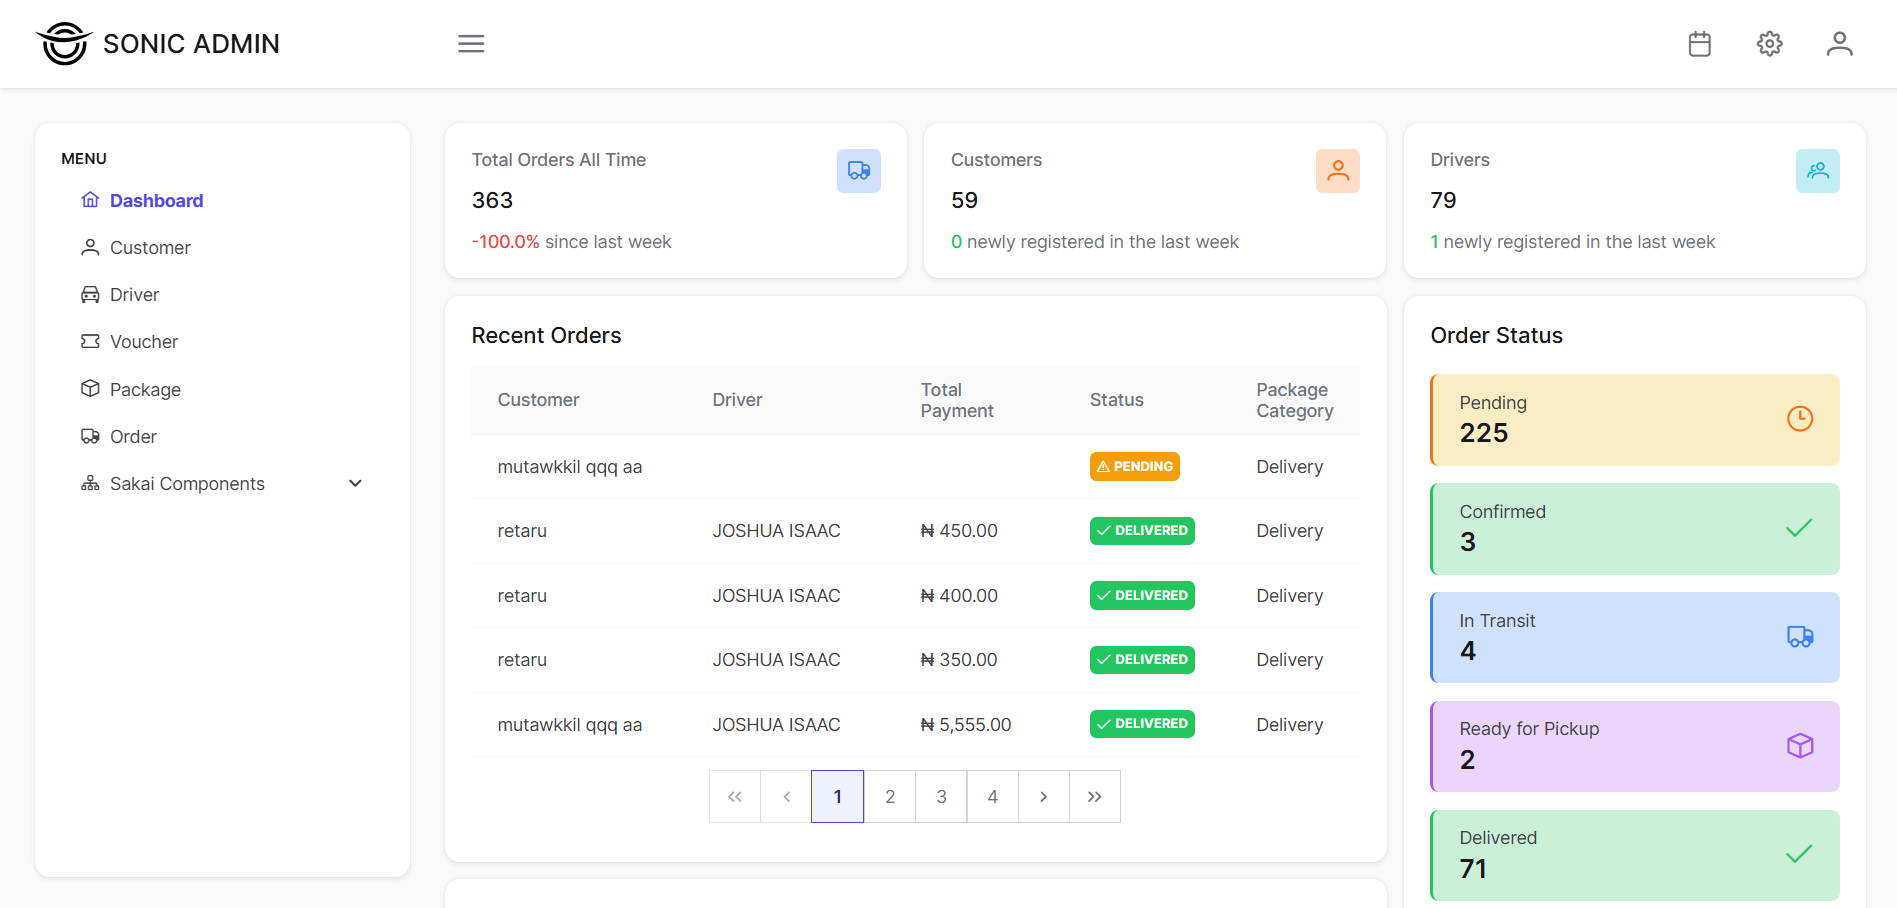 SONIC ADMIN
MENU
Dashboard
Customer
Driver
Voucher
Package
Order
Sakai Components
Total Orders All Time
363
-100.0% since last week
Customers
59
0 newly registered in the last week
Drivers
79
1 newly registered in the last week
Recent Orders
Customer Driver Total Payment Status Package Category
mutawkkil qqq aa PENDING Delivery
retaru JOSHUA ISAAC ₦ 450.00 DELIVERED Delivery
retaru JOSHUA ISAAC ₦ 400.00 DELIVERED Delivery
retaru JOSHUA ISAAC ₦ 350.00 DELIVERED Delivery
mutawkkil qqq aa JOSHUA ISAAC ₦ 5,555.00 DELIVERED Delivery
« ‹ 1 2 3 4 › »
Order Status
Pending
225
Confirmed
3
In Transit
4
Ready for Pickup
2
Delivered
71